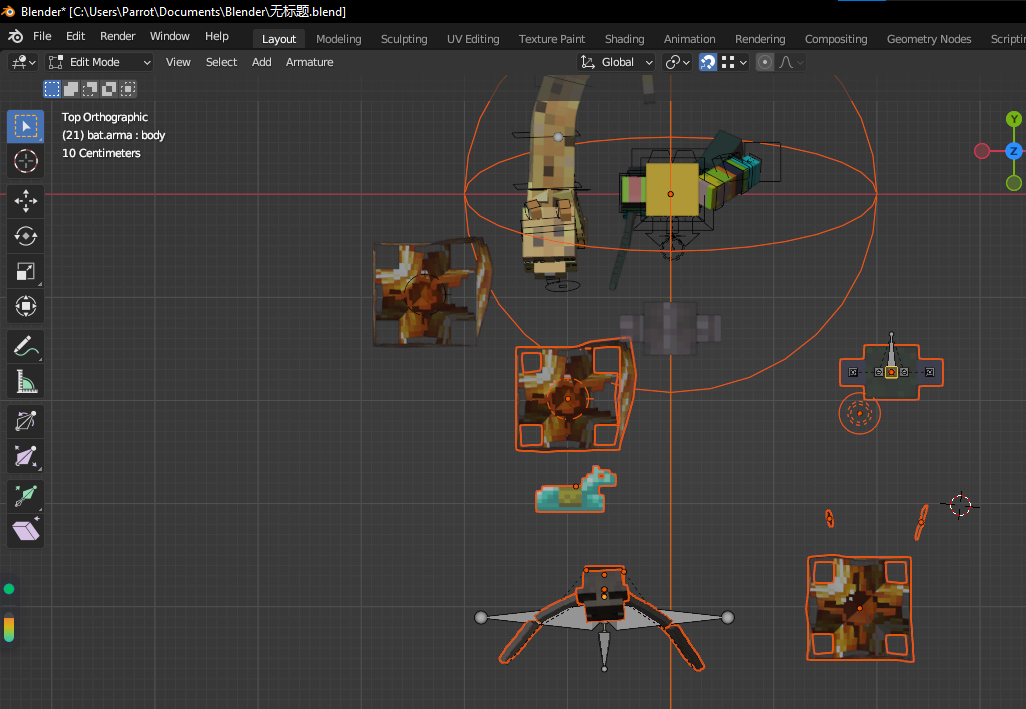 Blender* [C:\Users\Parrot\Documents\Blender\无标题.blend]
File Edit Render Window Help Layout Modeling Sculpting UV Editing Texture Paint Shading Animation Rendering Compositing Geometry Nodes Scripti
Edit Mode View Select Add Armature Global
Top Orthographic
(21) bat.arma : body
10 Centimeters
Y
Z